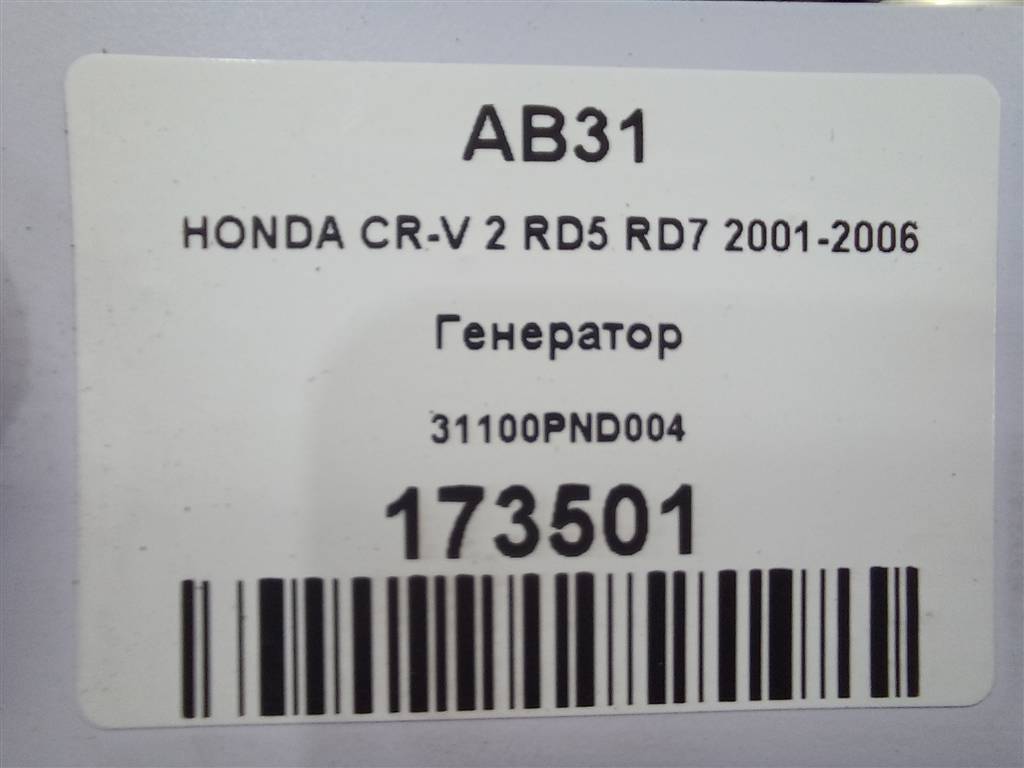 AB31
HONDA CR-V 2 RD5 RD7 2001-2006
Генератор
31100PND004
173501